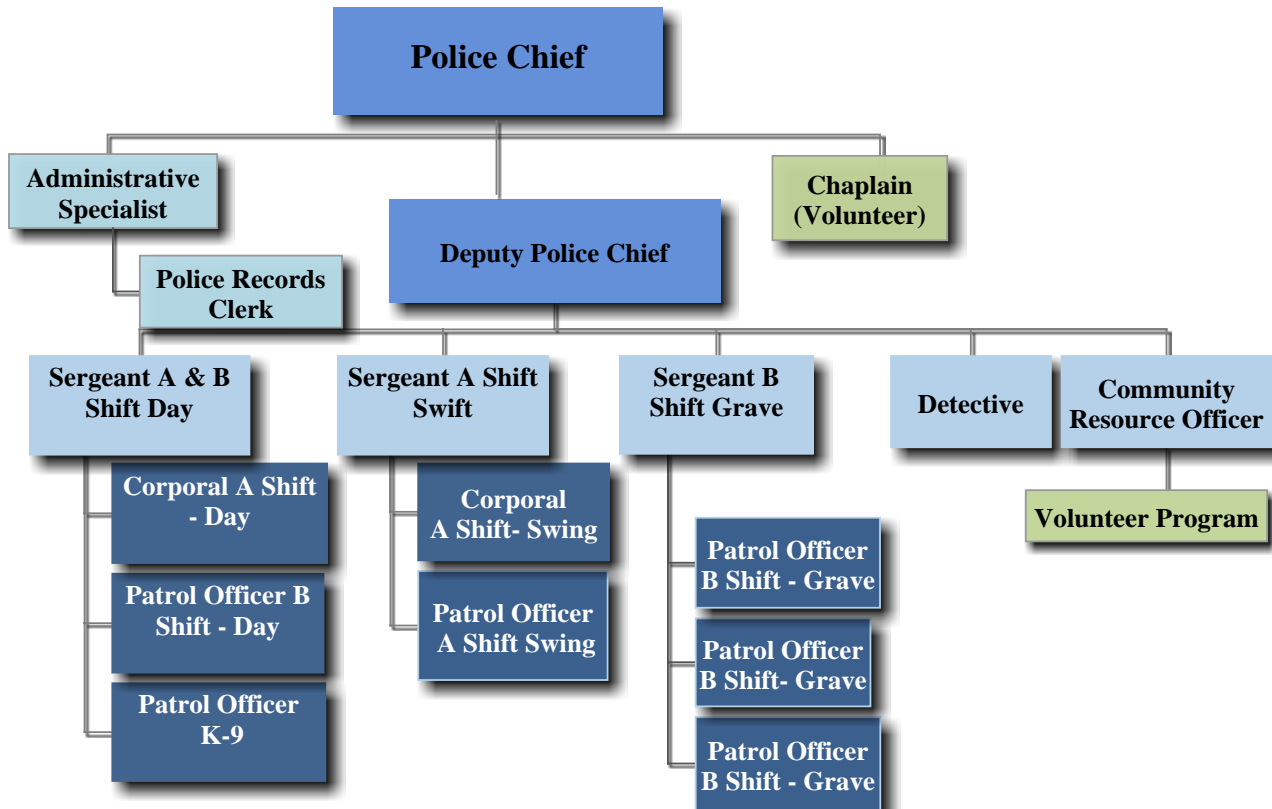 Police Chief
Administrative
Specialist
Chaplain
(Volunteer)
Deputy Police Chief
Police Records
Clerk
Sergeant A & B
Shift Day
Sergeant A Shift
Swift
Sergeant B
Shift Grave
Detective
Community
Resource Officer
Corporal A Shift
- Day
Corporal
A Shift- Swing
Volunteer Program
Patrol Officer
B Shift - Grave
Patrol Officer B
Shift - Day
Patrol Officer
A Shift Swing
Patrol Officer
B Shift- Grave
Patrol Officer
K-9
Patrol Officer
B Shift - Grave